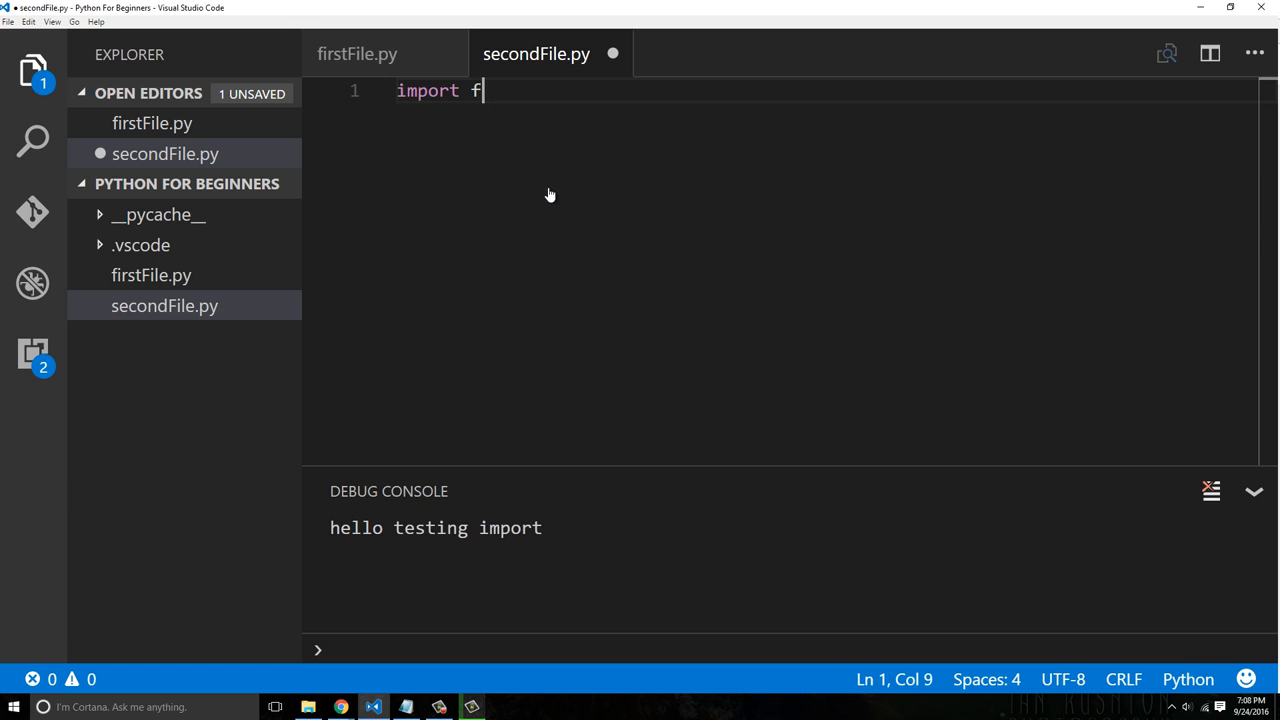 ● secondFile.py - Python For Beginners - Visual Studio Code
File Edit View Go Help
EXPLORER
firstFile.py
secondFile.py
1
OPEN EDITORS
1 UNSAVED
firstFile.py
secondFile.py
PYTHON FOR BEGINNERS
__pycache__
.vscode
firstFile.py
secondFile.py
2
1 import f
DEBUG CONSOLE
hello testing import
0 0
Ln 1, Col 9
Spaces: 4
UTF-8
CRLF
Python
I'm Cortana. Ask me anything.
IAN RUSHTON
7:08 PM
9/24/2016